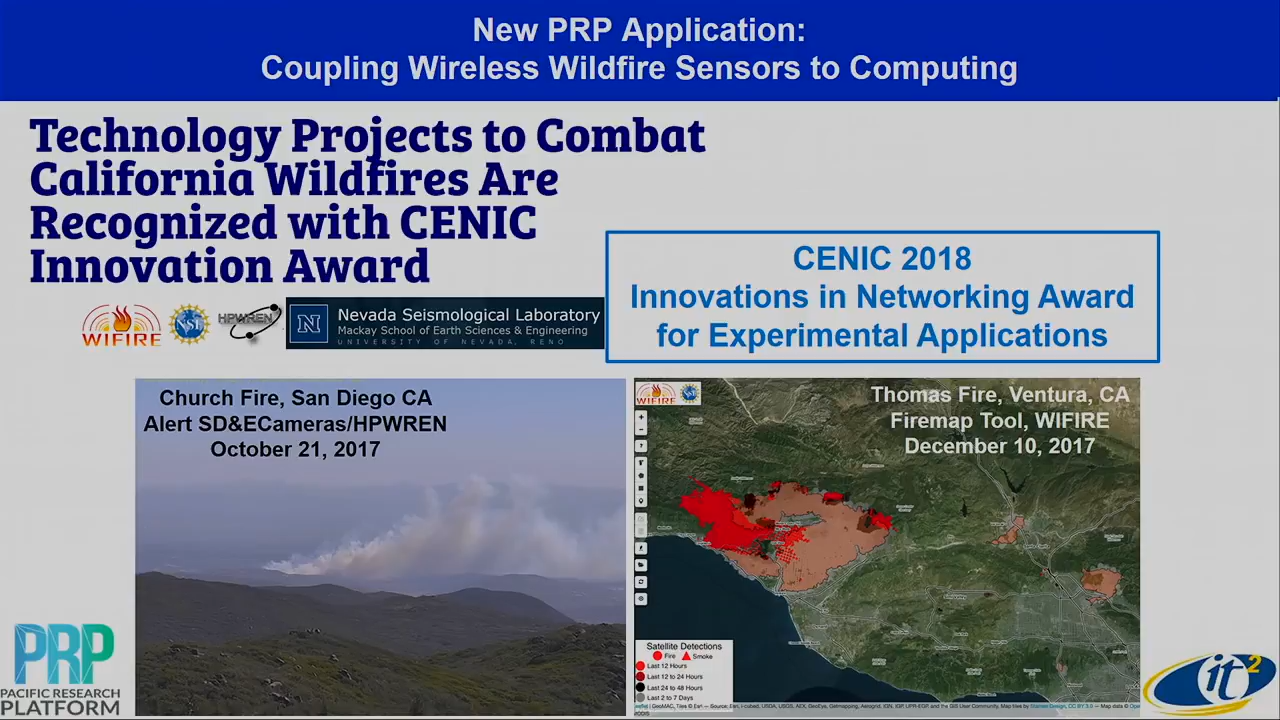 New PRP Application:
Coupling Wireless Wildfire Sensors to Computing
Technology Projects to Combat
California Wildfires Are
Recognized with CENIC
Innovation Award
CENIC 2018
Innovations in Networking Award
for Experimental Applications
WIFIRE
NSF
HPWREN
N
Nevada Seismological Laboratory
Mackay School of Earth Sciences & Engineering
UNIVERSITY OF NEVADA, RENO
Church Fire, San Diego CA
Alert SD&ECameras/HPWREN
October 21, 2017
WIFIRE
Thomas Fire, Ventura, CA
Firemap Tool, WIFIRE
December 10, 2017
Satellite Detections
Fire Smoke
Last 12 Hours
Last 12 to 24 Hours
Last 24 to 48 Hours
Last 2 to 7 Days
PRP
PACIFIC RESEARCH
PLATFORM
it2